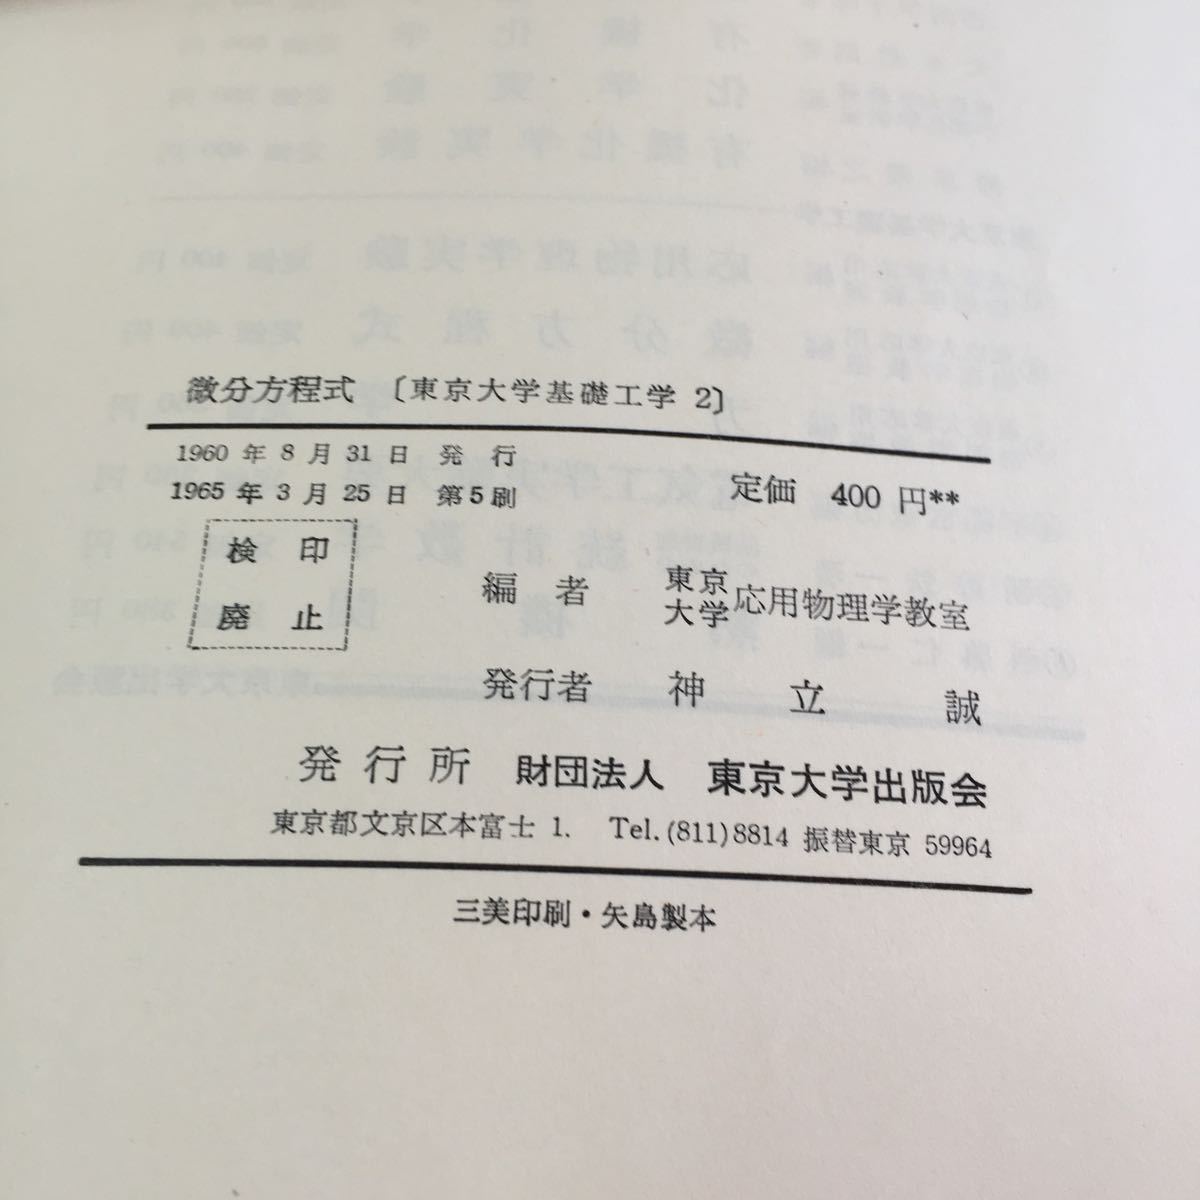 微分方程式 〔東京大学基礎工学 2〕
1960 年 8 月 31 日 発 行
1965 年 3 月 25 日 第5刷
定価 400 円**
検 印
廃 止
編 者 東京大学応用物理学教室
発行者 神 立 誠
発 行 所 財団法人 東京大学出版会
東京都文京区本富士 1. Tel.(811)8814 振替東京 59964
三美印刷・矢島製本